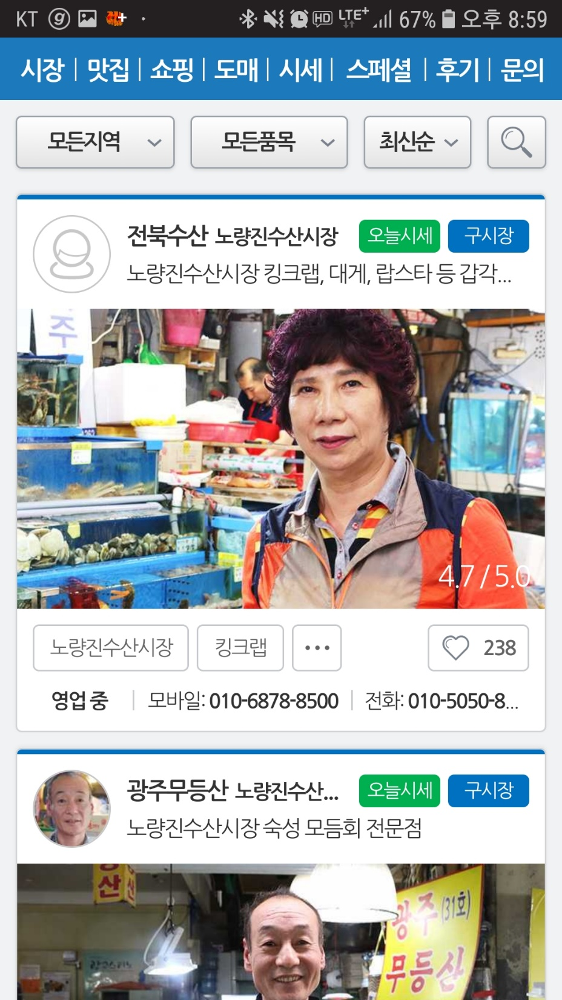 KT 67% 오후 8:59
HD LTE+
시장 | 맛집 | 쇼핑 | 도매 | 시세 | 스페셜 | 후기 | 문의
모든지역 모든품목 최신순
전북수산 노량진수산시장 오늘시세 구시장
노량진수산시장 킹크랩, 대게, 랍스타 등 갑각...
주
4.7 / 5.0
노량진수산시장 킹크랩 ... 238
영업 중 | 모바일: 010-6878-8500 | 전화: 010-5050-8...
광주무등산 노량진수산... 오늘시세 구시장
노량진수산시장 숙성 모듬회 전문점
산
광주 (31호)
무등산